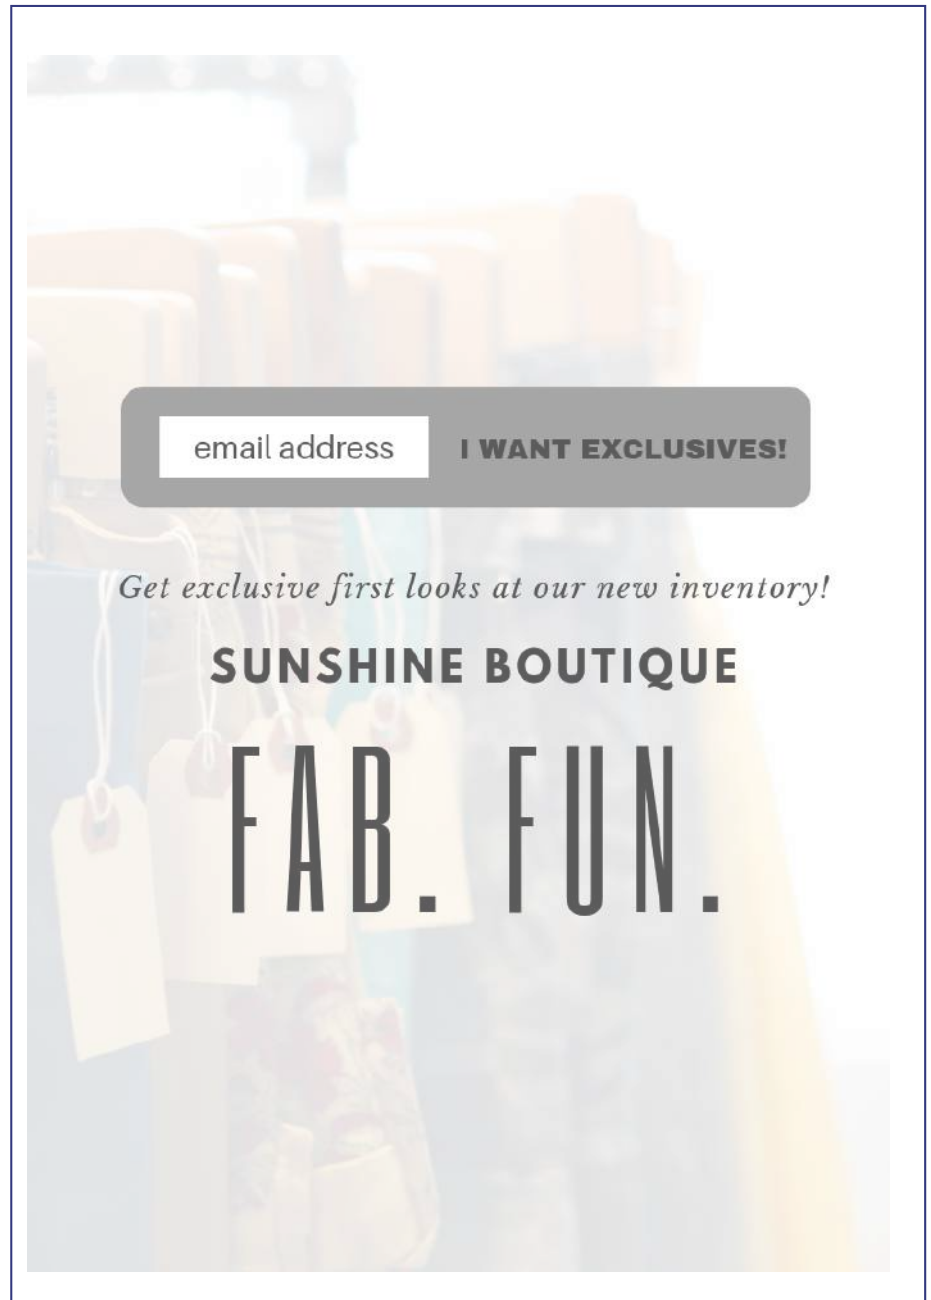 email address I WANT EXCLUSIVES!
Get exclusive first looks at our new inventory!
SUNSHINE BOUTIQUE
FAB. FUN.